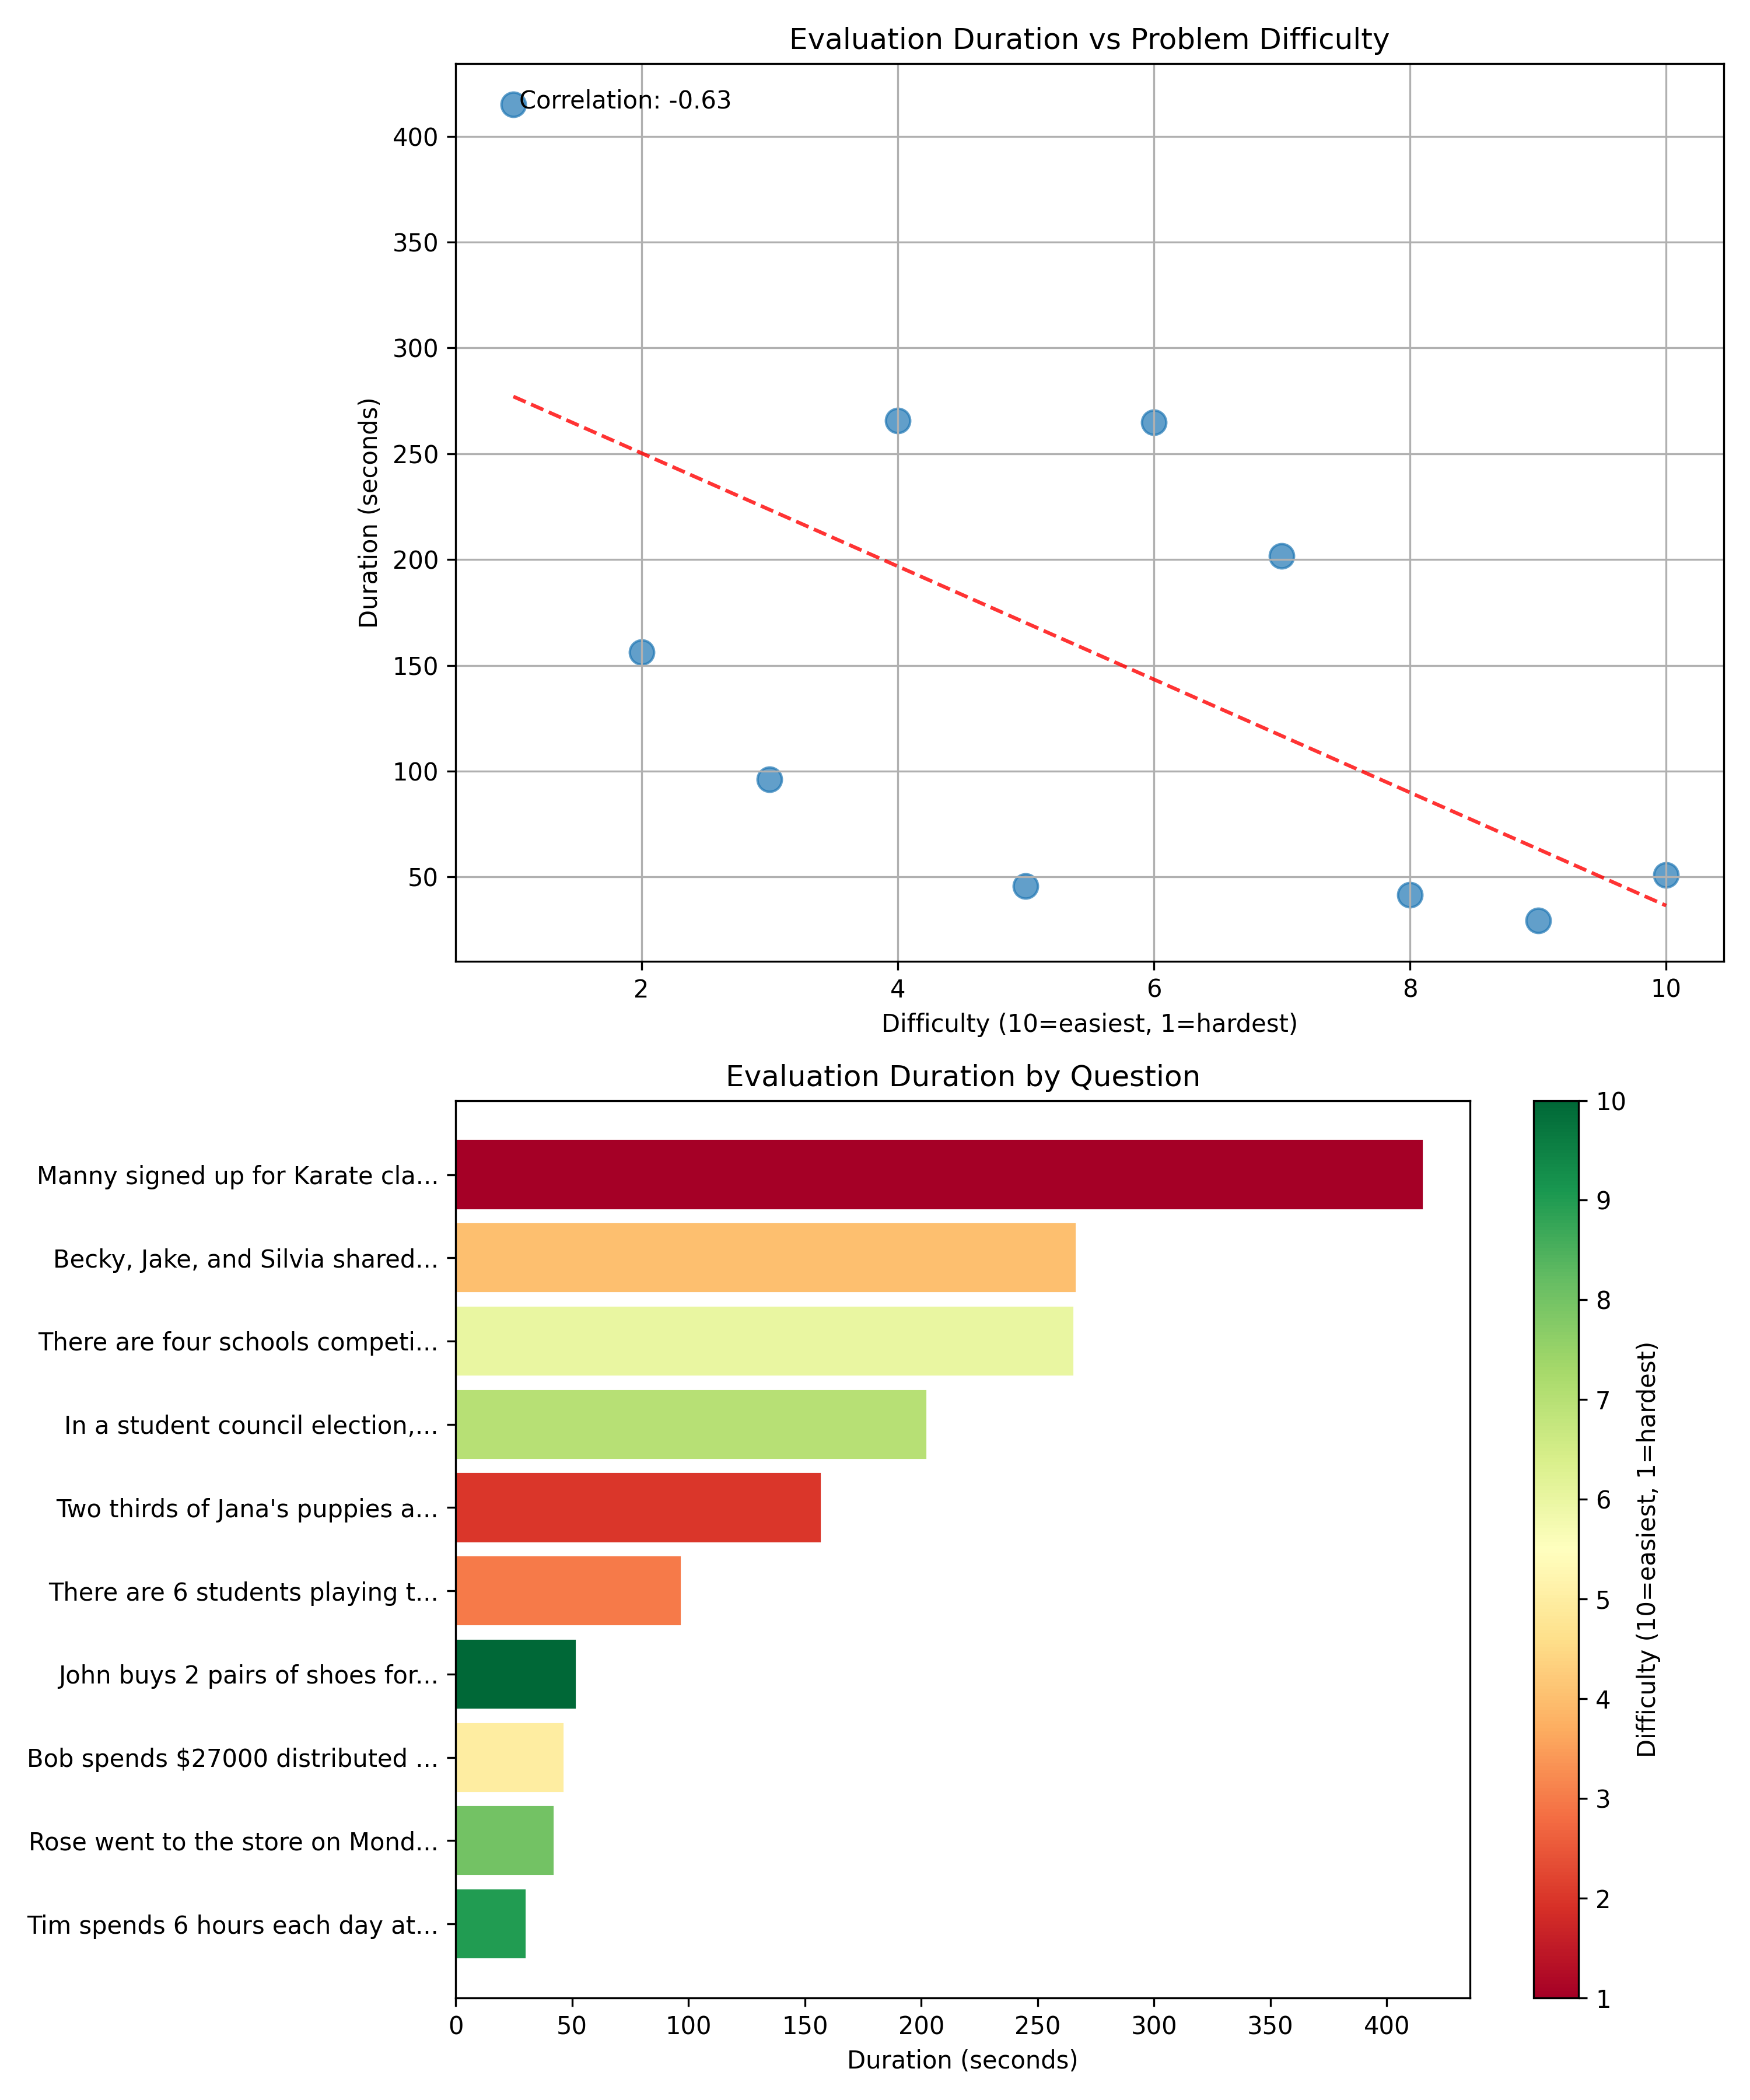 Evaluation Duration vs Problem Difficulty
Correlation: -0.63
400
350
300
250
200
150
100
50
Duration (seconds)
2 4 6 8 10
Difficulty (10=easiest, 1=hardest)
Evaluation Duration by Question
Manny signed up for Karate cla...
Becky, Jake, and Silvia shared...
There are four schools competi...
In a student council election,...
Two thirds of Jana's puppies a...
There are 6 students playing t...
John buys 2 pairs of shoes for...
Bob spends $27000 distributed ...
Rose went to the store on Mond...
Tim spends 6 hours each day at...
0 50 100 150 200 250 300 350 400
Duration (seconds)
10
9
8
7
6
5
4
3
2
1
Difficulty (10=easiest, 1=hardest)